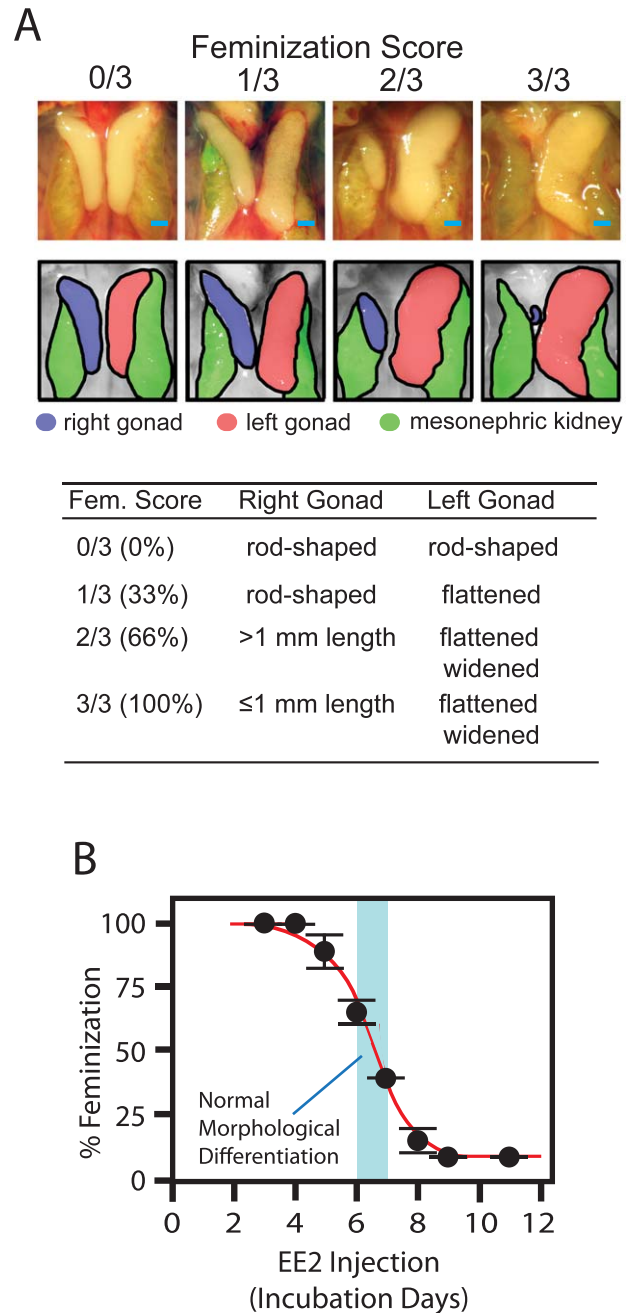 A
Feminization Score
0/3 1/3 2/3 3/3
right gonad left gonad mesonephric kidney
Fem. Score Right Gonad Left Gonad
0/3 (0%) rod-shaped rod-shaped
1/3 (33%) rod-shaped flattened
2/3 (66%) >1 mm length flattened
widened
3/3 (100%) ≤1 mm length flattened
widened
B
% Feminization
100
75
50
25
0
Normal
Morphological
Differentiation
0 2 4 6 8 10 12
EE2 Injection
(Incubation Days)